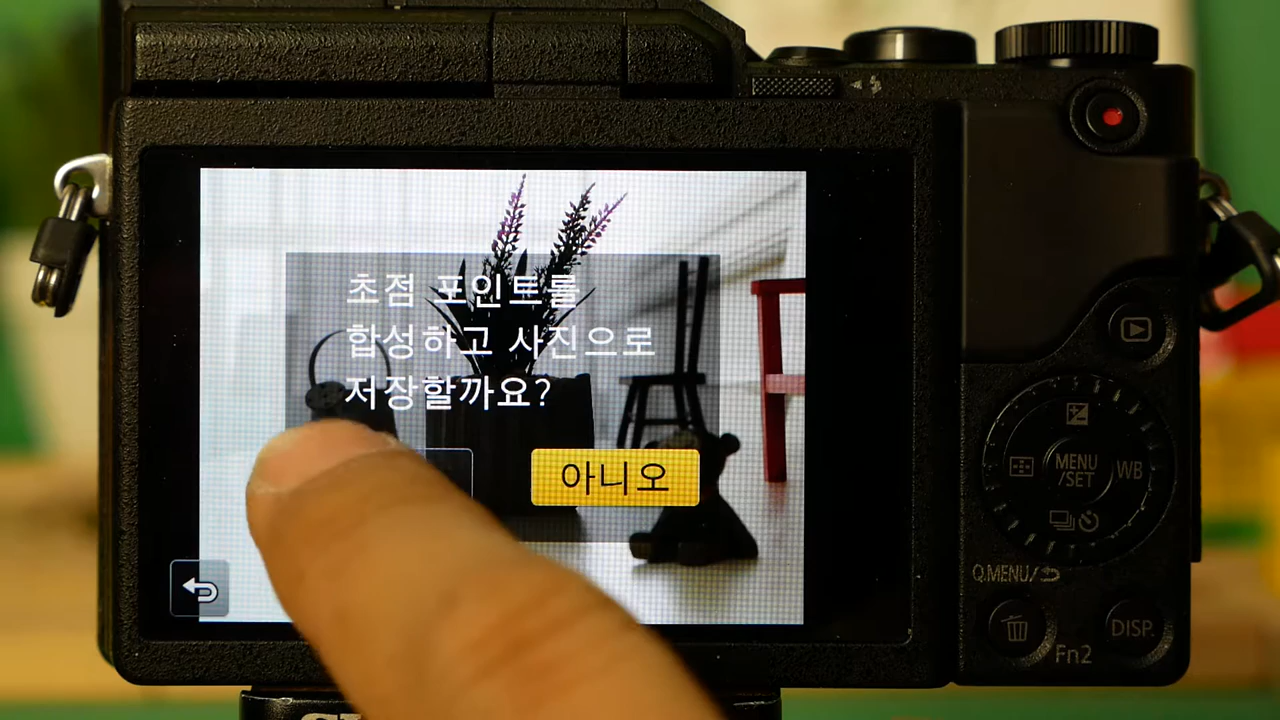 초점 포인트를
합성하고 사진으로
저장할까요?
아니오
MENU
/SET
WB
Q.MENU/
DISP.
Fn2